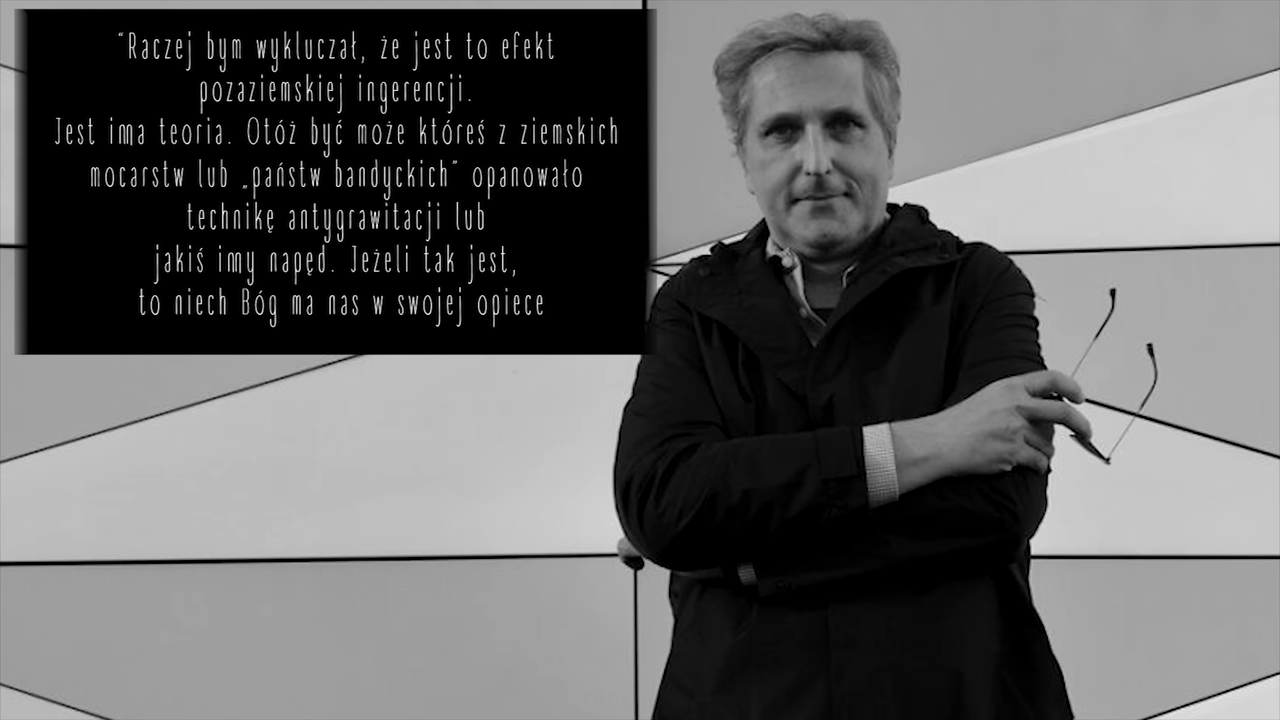 “Raczej bym wykluczał, że jest to efekt
pozaziemskiej ingerencji.
Jest ima teoria. Otóż być może któreś z ziemskich
mocarstw lub „państw bandyckich” opanowało
technikę antygrawitacji lub
jakiś imy napęd. Jeżeli tak jest,
to niech Bóg ma nas w swojej opiece